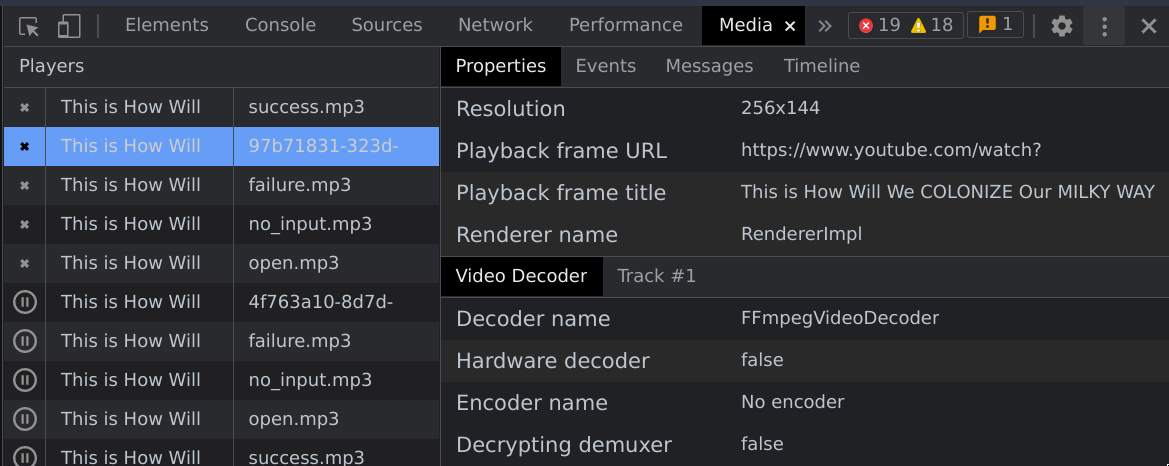 Elements Console Sources Network Performance Media × » 19 18 1
Players
This is How Will success.mp3
This is How Will 97b71831-323d-
This is How Will failure.mp3
This is How Will no_input.mp3
This is How Will open.mp3
This is How Will 4f763a10-8d7d-
This is How Will failure.mp3
This is How Will no_input.mp3
This is How Will open.mp3
This is How Will success.mp3
Properties Events Messages Timeline
Resolution 256x144
Playback frame URL https://www.youtube.com/watch?
Playback frame title This is How Will We COLONIZE Our MILKY WAY
Renderer name RendererImpl
Video Decoder Track #1
Decoder name FFmpegVideoDecoder
Hardware decoder false
Encoder name No encoder
Decrypting demuxer false